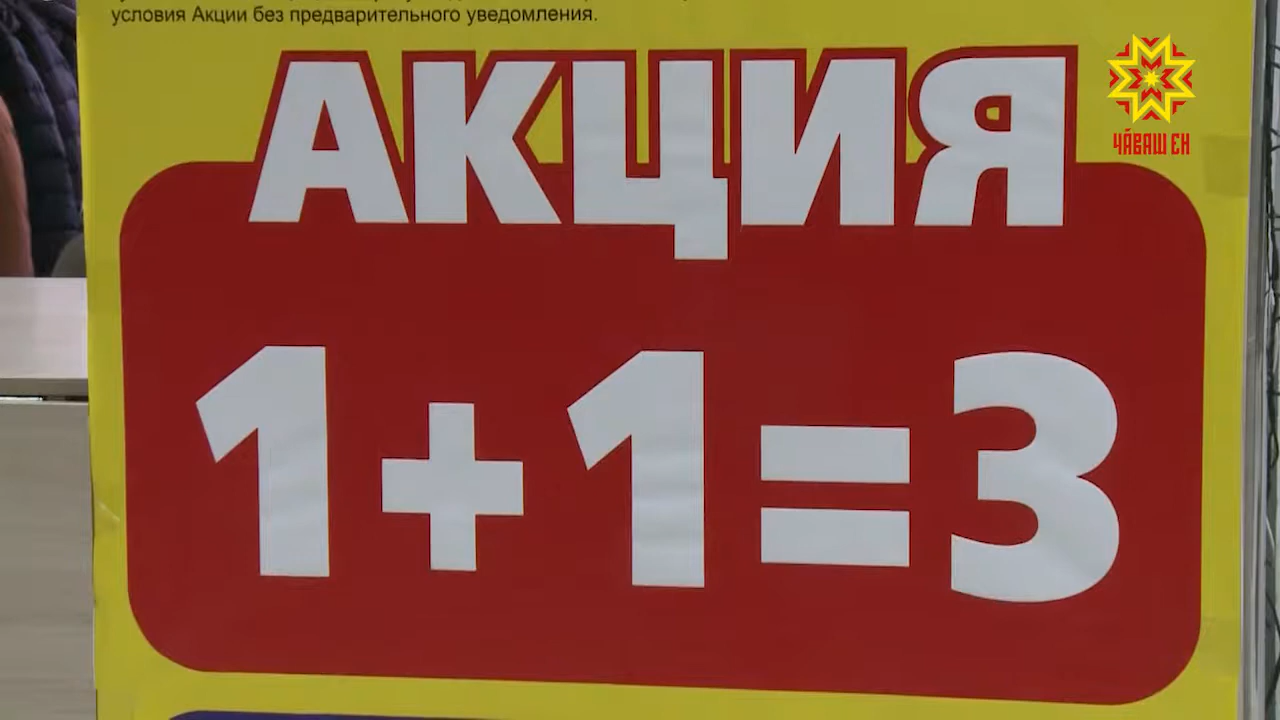 условия Акции без предварительного уведомления.
АКЦИЯ
ЧӐВАШ ЕН
1+1=3